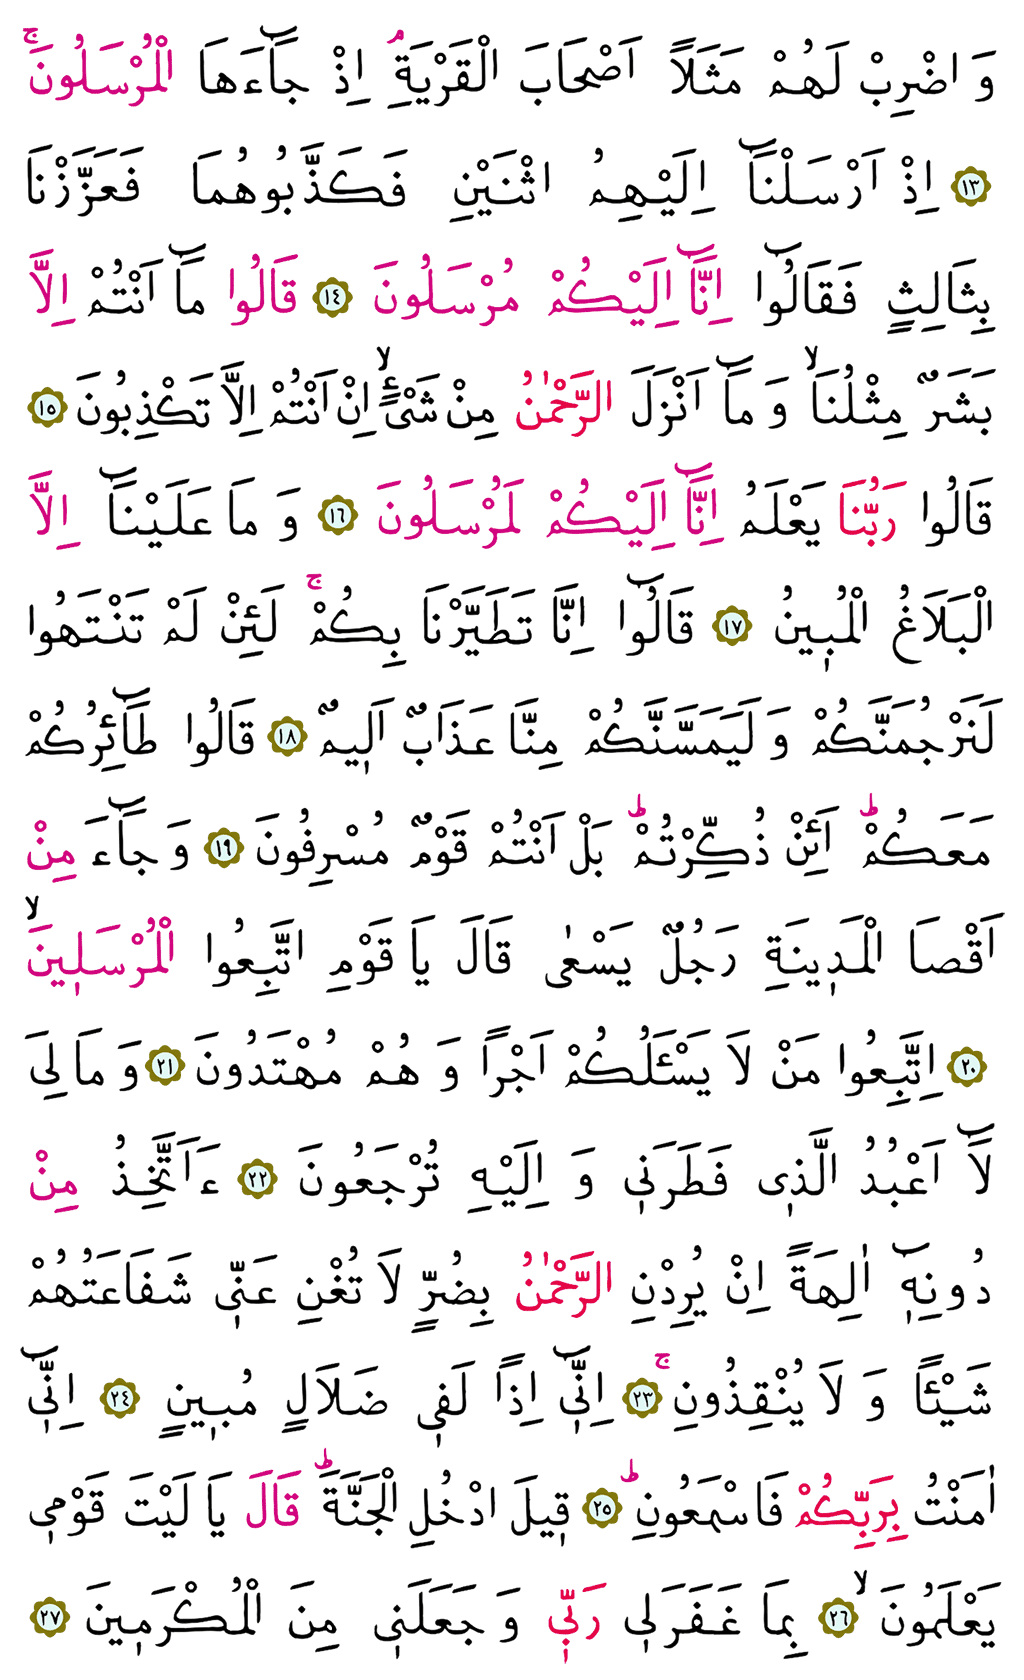 وَ اضْرِبْ لَهُمْ مَثَلاً اَصْحَابَ الْقَرْيَةِۢ اِذْ جَٓاءَهَا الْمُرْسَلُونَۚ
﴿١٣﴾ اِذْ اَرْسَلْنَٓا اِلَيْهِمُ اثْنَيْنِ فَكَذَّبُوهُمَا فَعَزَّزْنَا
بِثَالِثٍ فَقَالُٓوا اِنَّٓا اِلَيْكُمْ مُرْسَلُونَ ﴿١٤﴾ قَالُوا مَٓا اَنْتُمْ اِلَّا
بَشَرٌ مِثْلُنَاۙ وَ مَٓا اَنْزَلَ الرَّحْمٰنُ مِنْ شَيْءٍۙ اِنْ اَنْتُمْ اِلَّا تَكْذِبُونَ ﴿١٥﴾
قَالُوا رَبُّنَا يَعْلَمُ اِنَّٓا اِلَيْكُمْ لَمُرْسَلُونَ ﴿١٦﴾ وَ مَا عَلَيْنَٓا اِلَّا
الْبَلَاغُ الْمُبٖينُ ﴿١٧﴾ قَالُٓوا اِنَّا تَطَيَّرْنَا بِكُمْۚ لَئِنْ لَمْ تَنْتَهُوا
لَنَرْجُمَنَّكُمْ وَ لَيَمَسَّنَّكُمْ مِنَّا عَذَابٌ اَلٖيمٌ ﴿١٨﴾ قَالُوا طَٓائِرُكُمْ
مَعَكُمْؕ اَئِنْ ذُكِّرْتُمْؕ بَلْ اَنْتُمْ قَوْمٌ مُسْرِفُونَ ﴿١٩﴾ وَ جَٓاءَ مِنْ
اَقْصَا الْمَدٖينَةِ رَجُلٌ يَسْعٰى قَالَ يَا قَوْمِ اتَّبِعُوا الْمُرْسَلٖينَۙ
﴿٢٠﴾ اِتَّبِعُوا مَنْ لَا يَسْـَٔلُكُمْ اَجْرًا وَ هُمْ مُهْتَدُونَ ﴿٢١﴾ وَ مَا لِيَ
لَٓا اَعْبُدُ الَّذٖى فَطَرَنٖى وَ اِلَيْهِ تُرْجَعُونَ ﴿٢٢﴾ ءَاَتَّخِذُ مِنْ
دُونِهٖٓ اٰلِهَةً اِنْ يُرِدْنِ الرَّحْمٰنُ بِضُرٍّ لَا تُغْنِ عَنّٖى شَفَاعَتُهُمْ
شَيْئًا وَ لَا يُنْقِذُونِۚ ﴿٢٣﴾ اِنّٖٓى اِذًا لَفٖى ضَلَالٍ مُبٖينٍ ﴿٢٤﴾ اِنّٖٓى
اٰمَنْتُ بِرَبِّكُمْ فَاسْمَعُونِؕ ﴿٢٥﴾ قٖيلَ ادْخُلِ الْجَنَّةَؕ قَالَ يَا لَيْتَ قَوْمٖى
يَعْلَمُونَۙ ﴿٢٦﴾ بِمَا غَفَرَلٖى رَبّٖى وَ جَعَلَنٖى مِنَ الْمُكْرَمٖينَ ﴿٢٧﴾